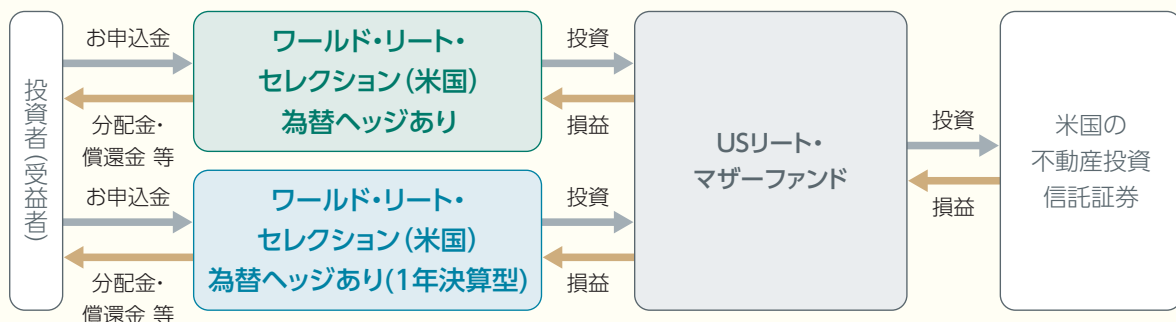 投資者(受益者)
お申込金
分配金・
償還金 等
ワールド・リート・
セレクション(米国)
為替ヘッジあり
投資
損益
お申込金
分配金・
償還金 等
ワールド・リート・
セレクション(米国)
為替ヘッジあり(1年決算型)
投資
損益
USリート・
マザーファンド
投資
損益
米国の
不動産投資
信託証券